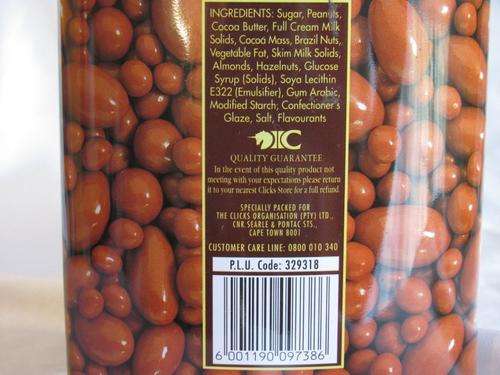 INGREDIENTS: Sugar, Peanuts,
Cocoa Butter, Full Cream Milk
Solids, Cocoa Mass, Brazil Nuts,
Vegetable Fat, Skim Milk Solids,
Almonds, Hazelnuts, Glucose
Syrup (Solids), Soya Lecithin
E322 (Emulsifier), Gum Arabic,
Modified Starch, Confectioner's
Glaze, Salt, Flavourants
QUALITY GUARANTEE
In the event of this quality product not
meeting with your expectations please return
it to your nearest Clicks Store for a full refund
SPECIALLY PACKED FOR
THE CLICKS ORGANISATION (PTY) LTD.,
CNR. SEARLE & PONTAC STS.,
CAPE TOWN 8001
CUSTOMER CARE LINE: 0800 010 340
P.L.U. Code: 329318
6 001190 097386